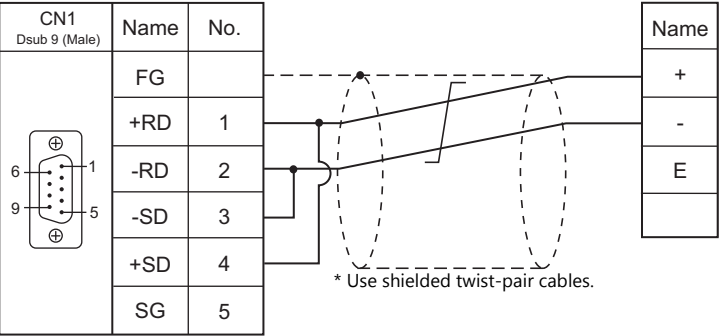 CN1
Dsub 9 (Male)
Name No.
Name
FG
+
+RD 1
-
-RD 2
E
6 1
-SD 3
9 5
+SD 4
* Use shielded twist-pair cables.
SG 5